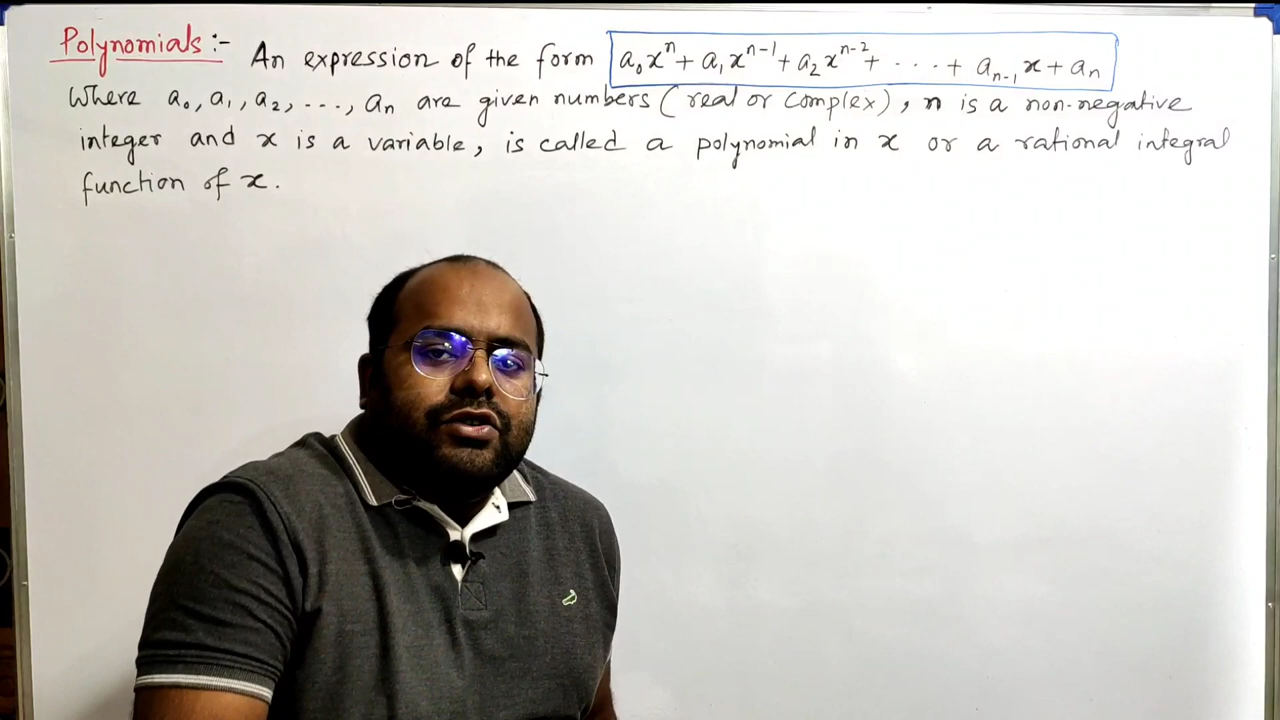 Polynomials :- An expression of the form a₀xⁿ + a₁xⁿ⁻¹ + a₂xⁿ⁻² + . . . . + aₙ₋₁ x + aₙ
Where a₀, a₁, a₂, ..., aₙ are given numbers (real or complex), n is a non-negative
integer and x is a variable, is called a polynomial in x or a rational integral
function of x.